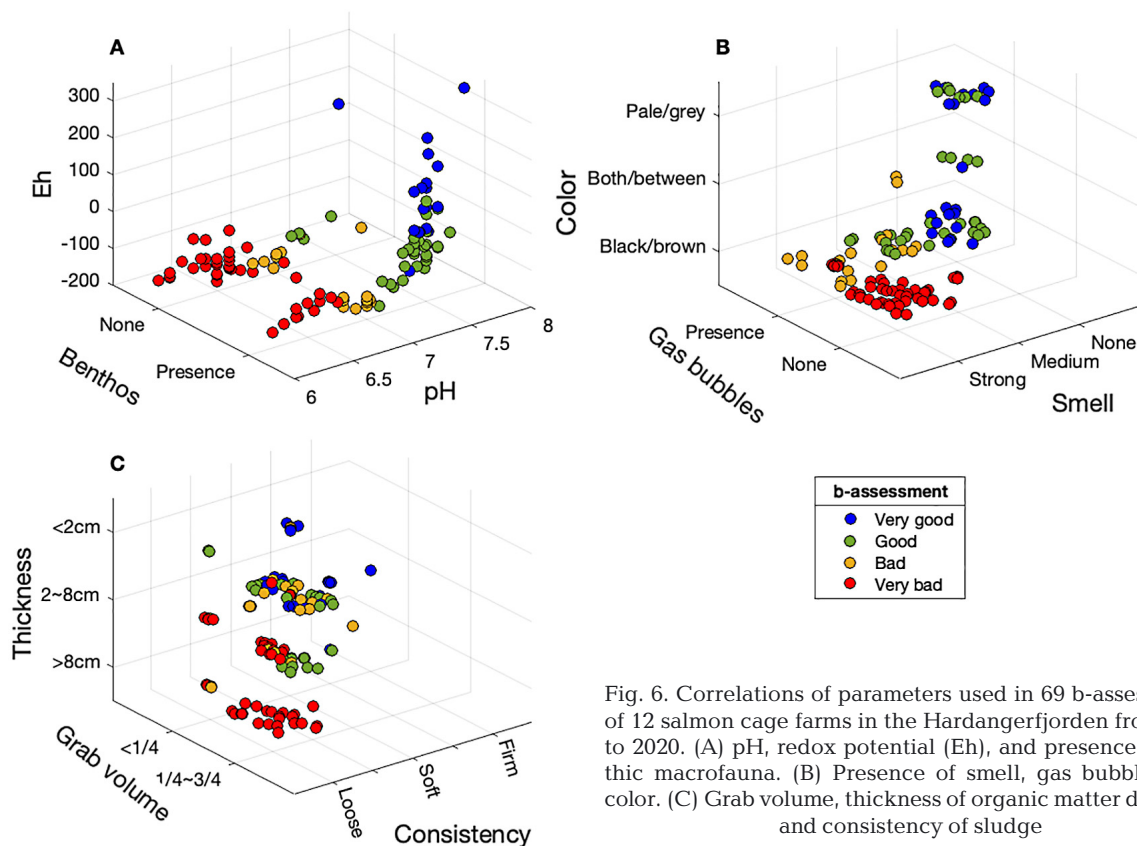 A
300
200
100
0
-100
-200
Eh
None
Presence
Benthos
6
6.5
7
7.5
8
pH
B
Pale/grey
Both/between
Black/brown
Color
Presence
None
Gas bubbles
Strong
Medium
None
Smell
C
<2cm
2~8cm
>8cm
Thickness
<1/4
1/4~3/4
Grab volume
Loose
Soft
Firm
Consistency
b-assessment
Very good
Good
Bad
Very bad
Fig. 6. Correlations of parameters used in 69 b-asses
of 12 salmon cage farms in the Hardangerfjorden fro
to 2020. (A) pH, redox potential (Eh), and presence
thic macrofauna. (B) Presence of smell, gas bubbl
color. (C) Grab volume, thickness of organic matter d
and consistency of sludge